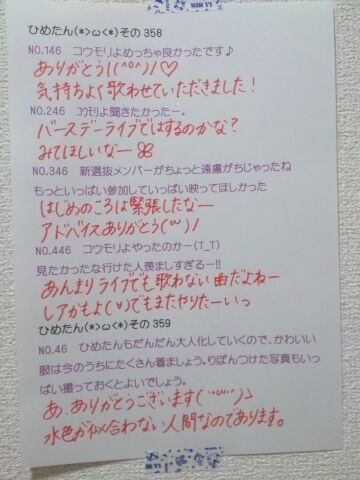 ひめたん(*>ω<*)その358
NO.146　コウモリよめっちゃ良かったです♪
ありがとう!(^o^)/♡
気持ちよく歌わせていただきました！
NO.246　コウモリよ聞きたかったー。
バースデーライブではするのかな？
みてほしいなー
NO.346　新選抜メンバーがちょっと遠慮がちじゃったね
もっといっぱい参加していっぱい映ってほしかった
はじめのころは緊張したなー
アドバイスありがとう(''ω'')/
NO.446　コウモリよやったのかー(T_T)
見たかったな行けた人羨ましすぎるー!!
あんまりライブでも歌わない曲だよねー
レアかもよ(*)でもまたやりたーいっ
ひめたん(*>ω<*)その359
NO.46　ひめたんもだんだん大人化していくので、かわいい
服は今のうちにたくさん着ましょう。りぼんつけた写真もいっ
ぱい撮っておくとよいでしょう。
あ、ありがとうございます(´･ω･`)
水色が似合わない人間なのであります。